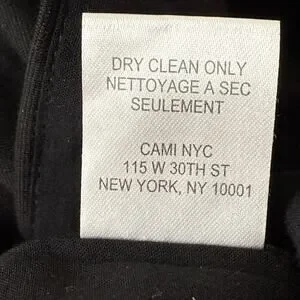 DRY CLEAN ONLY
NETTOYAGE A SEC
SEULEMENT
CAMI NYC
115 W 30TH ST
NEW YORK, NY 10001